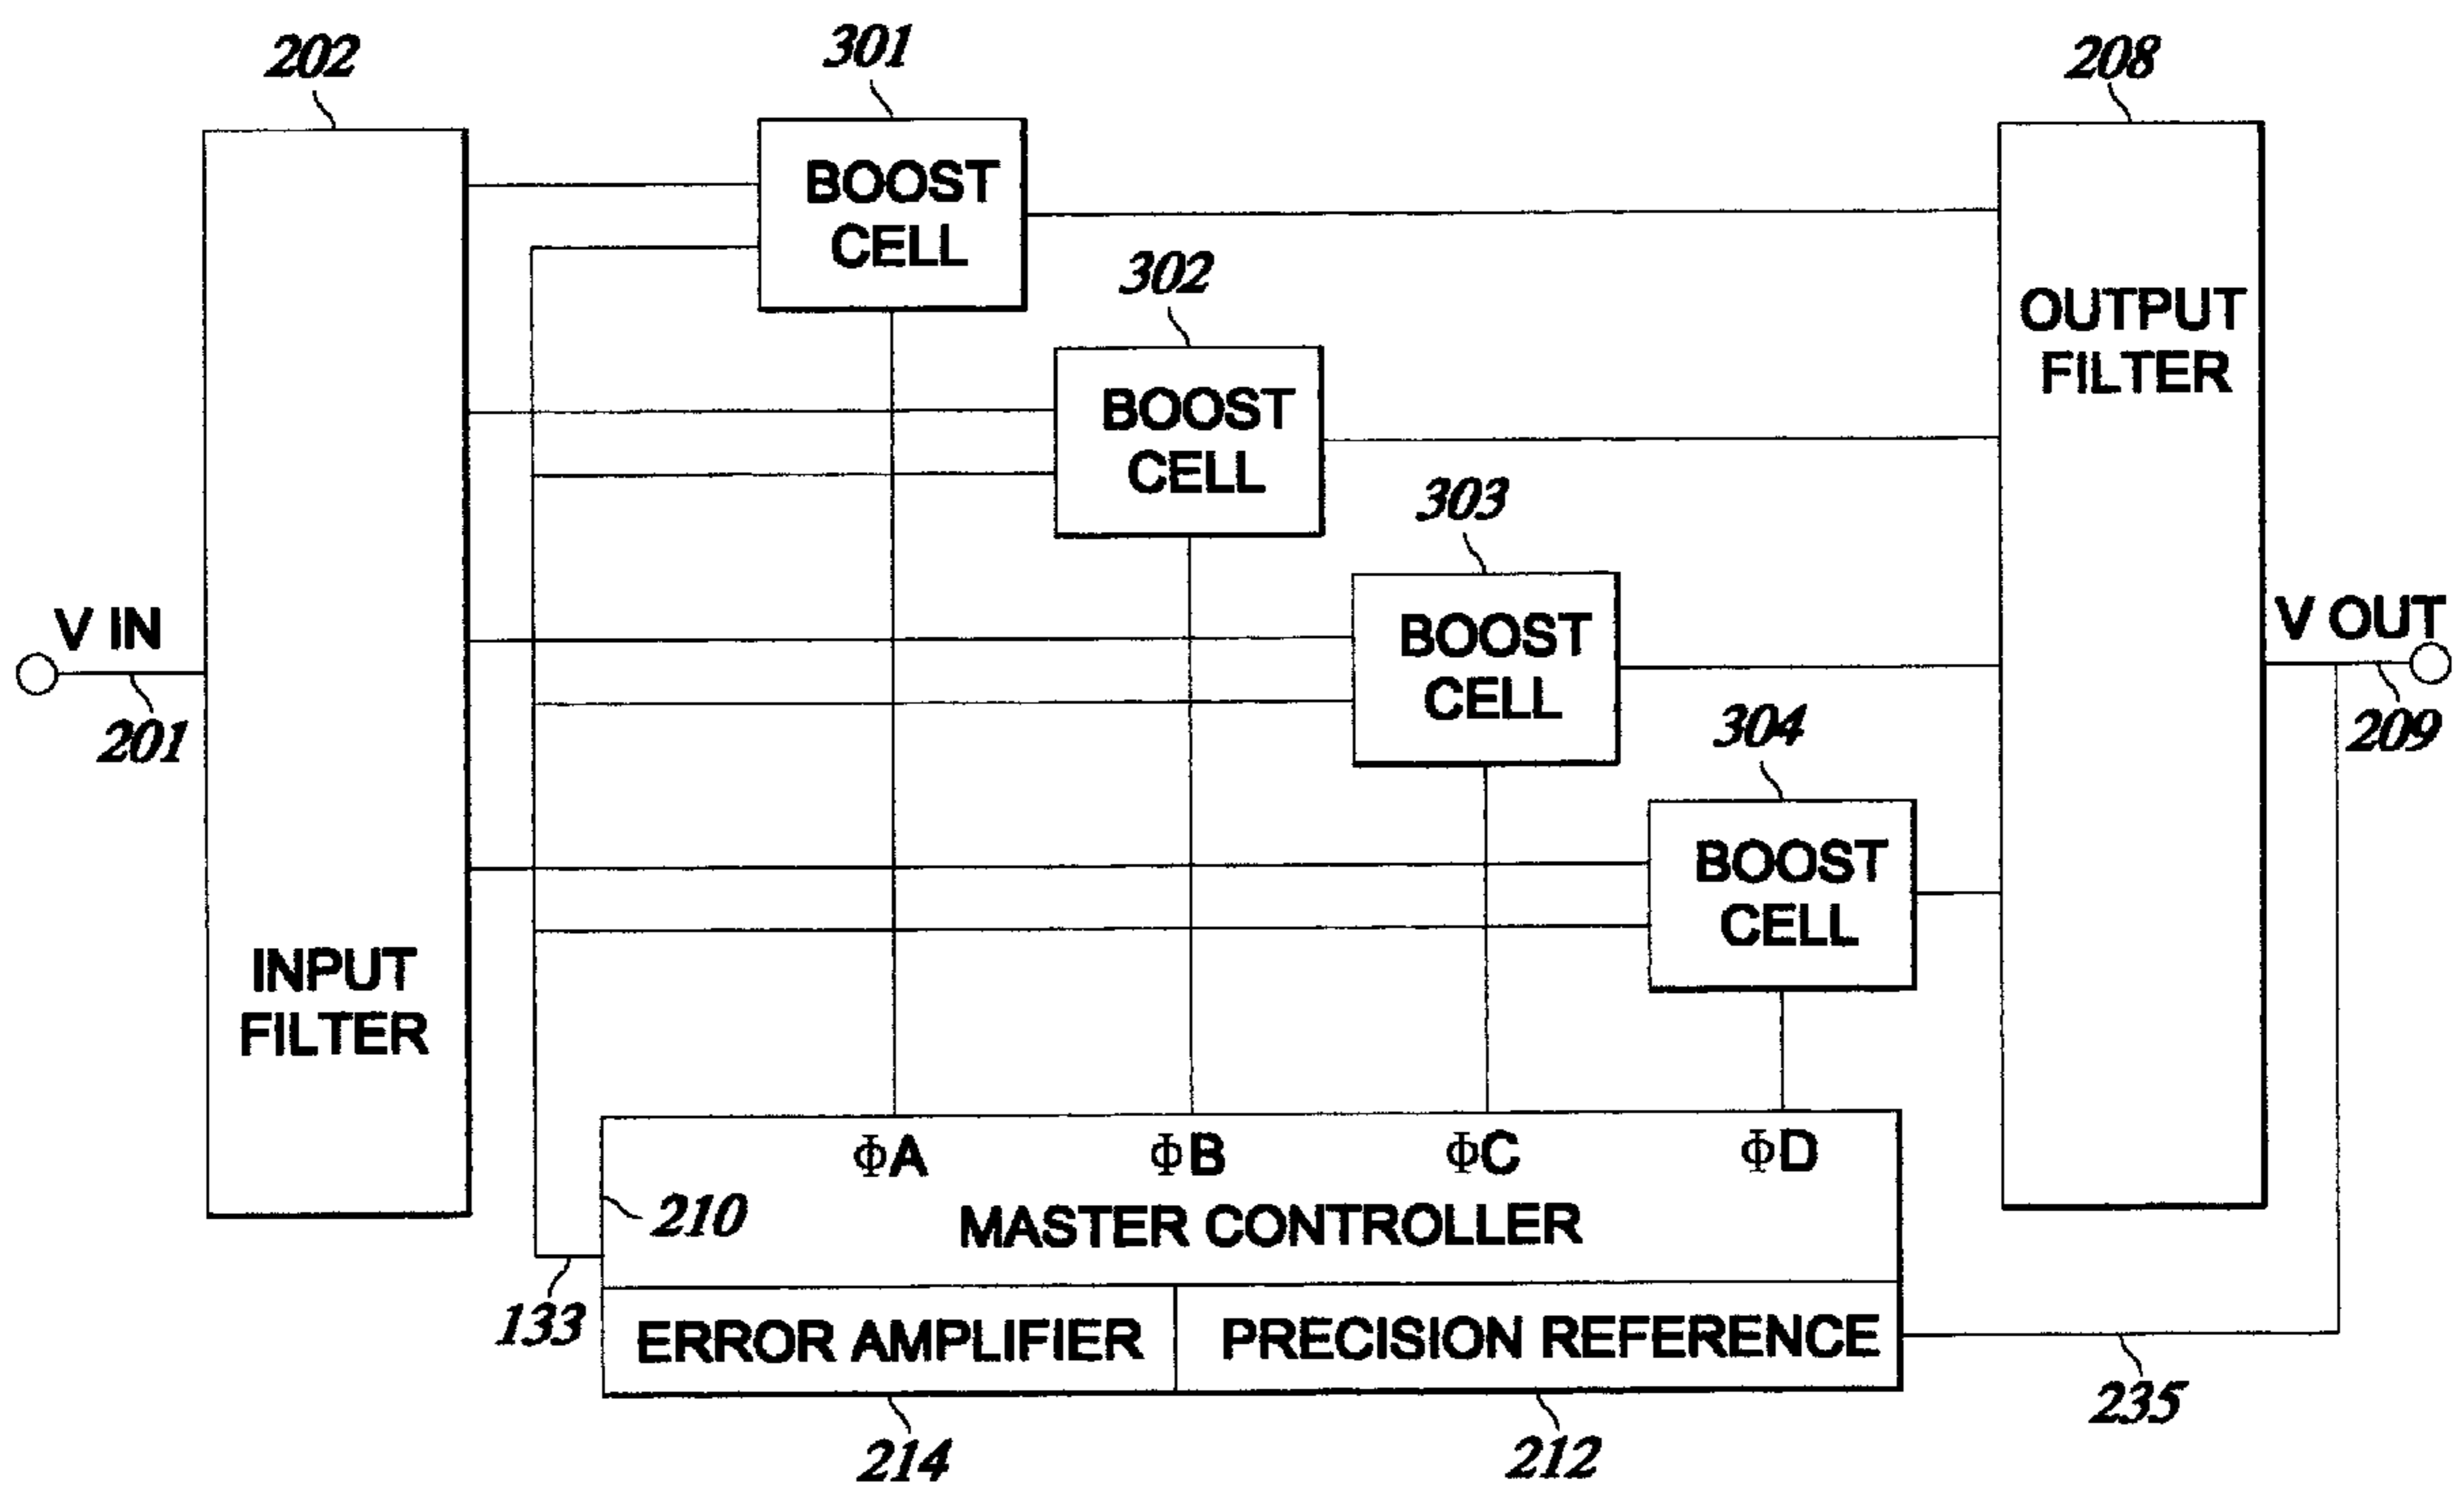 202
301
208
BOOST
CELL
302
OUTPUT
FILTER
BOOST
CELL
303
V IN
201
BOOST
CELL
V OUT
209
304
BOOST
CELL
INPUT
FILTER
ΦA ΦB ΦC ΦD
210
MASTER CONTROLLER
133
ERROR AMPLIFIER
PRECISION REFERENCE
235
214
212